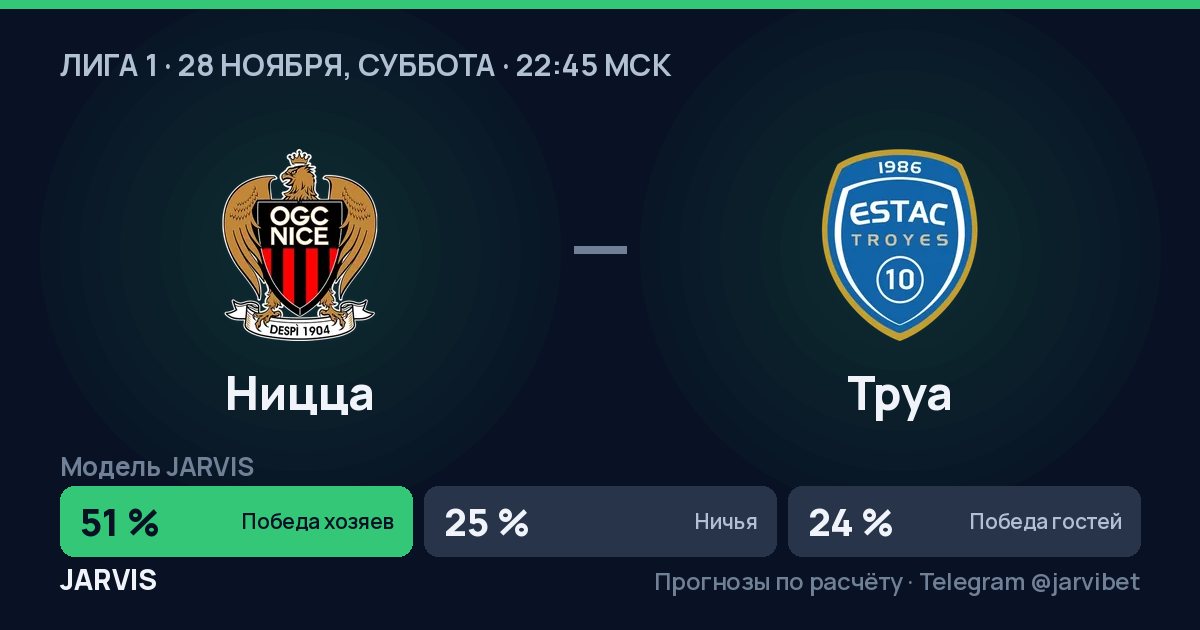 ЛИГА 1 · 28 НОЯБРЯ, СУББОТА · 22:45 МСК
OGC
NICE
DESPÌ 1904
1986
ESTAC
TROYES
10
Ницца
Труа
Модель JARVIS
51 % Победа хозяев
25 % Ничья
24 % Победа гостей
JARVIS
Прогнозы по расчёту · Telegram @jarvibet